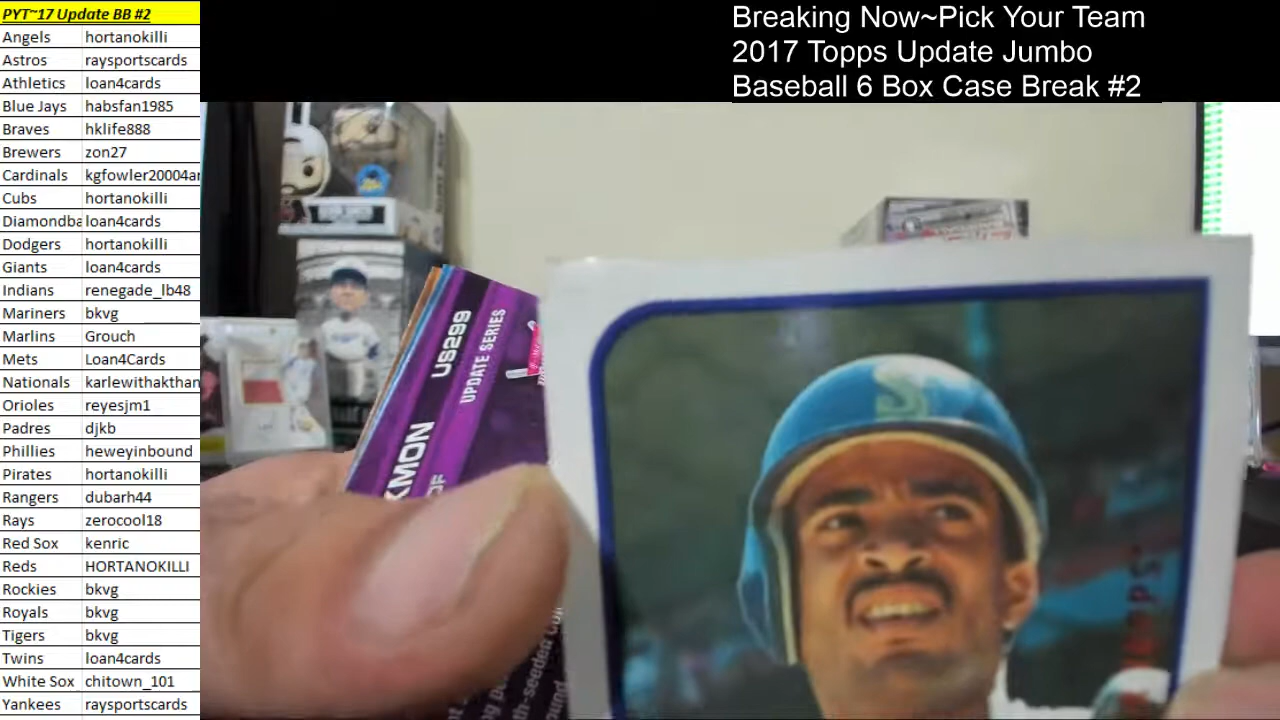 PYT~17 Update BB #2
Angels hortanokilli
Astros raysportscards
Athletics loan4cards
Blue Jays habsfan1985
Braves hklife888
Brewers zon27
Cardinals kgfowler20004ar
Cubs hortanokilli
Diamondba loan4cards
Dodgers hortanokilli
Giants loan4cards
Indians renegade_lb48
Mariners bkvg
Marlins Grouch
Mets Loan4Cards
Nationals karlewithakthan
Orioles reyesjm1
Padres djkb
Phillies heweyinbound
Pirates hortanokilli
Rangers dubarh44
Rays zerocool18
Red Sox kenric
Reds HORTANOKILLI
Rockies bkvg
Royals bkvg
Tigers bkvg
Twins loan4cards
White Sox chitown_101
Yankees raysportscards
Breaking Now~Pick Your Team
2017 Topps Update Jumbo
Baseball 6 Box Case Break #2
US299
UPDATE SERIES
KMON
OF
th-seeded
S